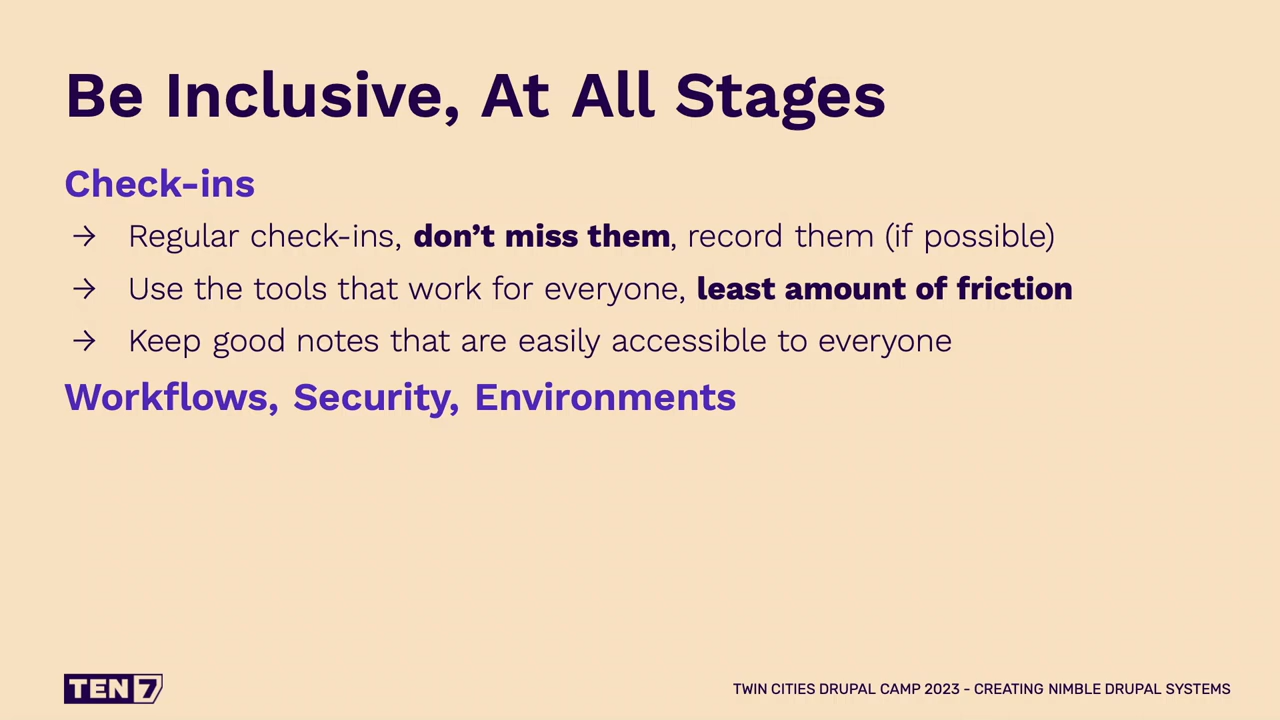 Be Inclusive, At All Stages
Check-ins
→ Regular check-ins, don’t miss them, record them (if possible)
→ Use the tools that work for everyone, least amount of friction
→ Keep good notes that are easily accessible to everyone
Workflows, Security, Environments
TEN7
TWIN CITIES DRUPAL CAMP 2023 - CREATING NIMBLE DRUPAL SYSTEMS